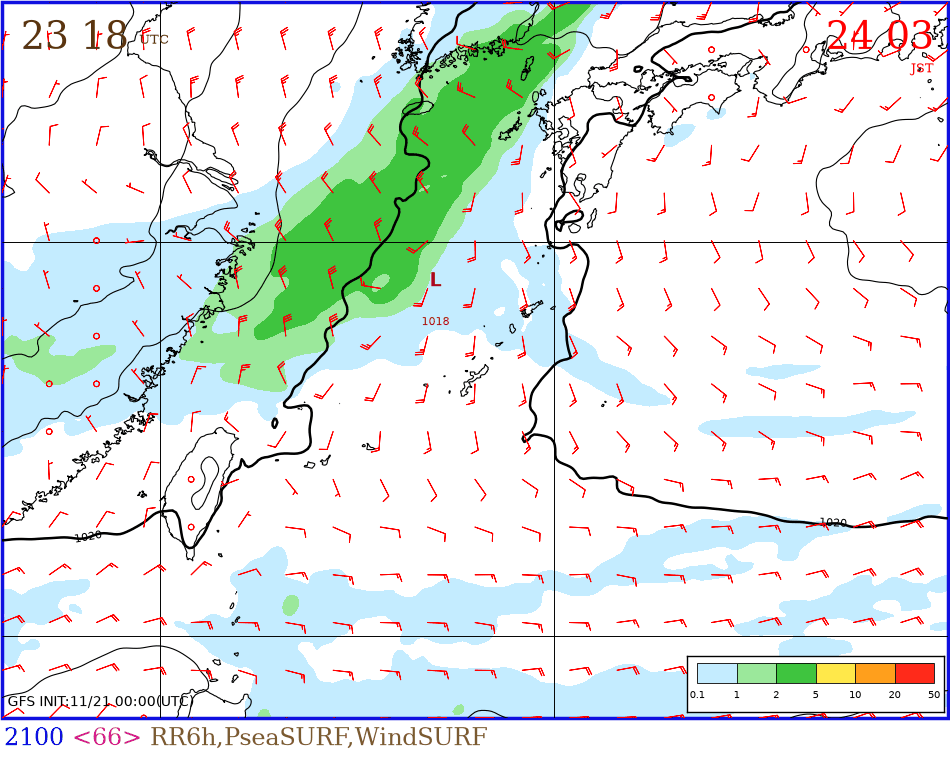 23 18 UTC 24 03
JST
L
1018
1020
1020
0.1 1 2 5 10 20 50
GFS INIT:11/21 00:00(UTC)
2100 <66> RR6h,PseaSURF,WindSURF